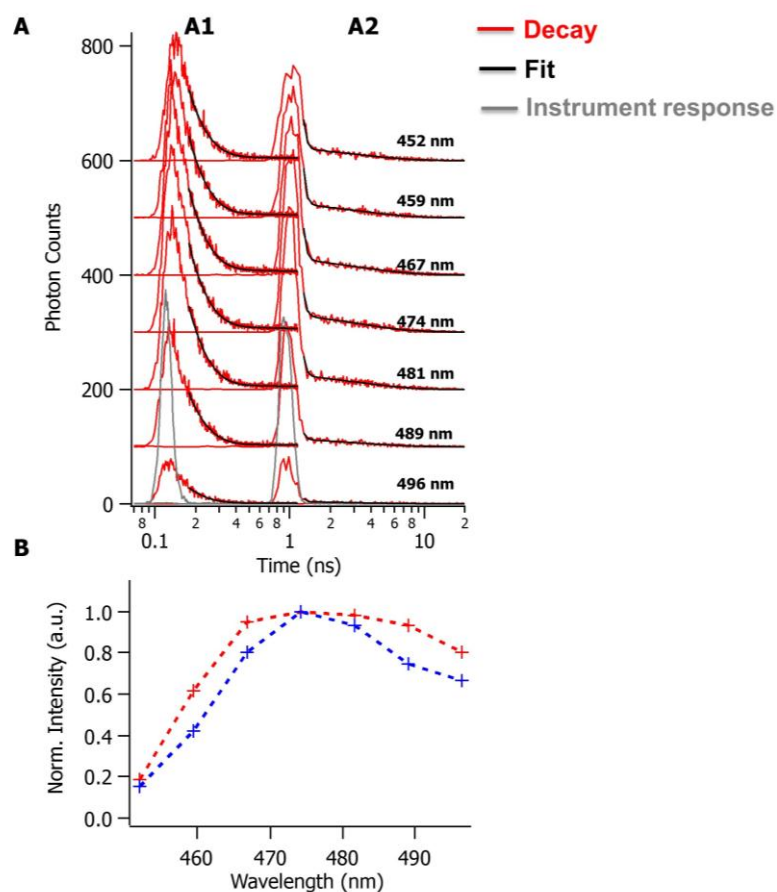 A
A1
A2
Decay
Fit
Instrument response
800
600
400
200
0
Photon Counts
452 nm
459 nm
467 nm
474 nm
481 nm
489 nm
496 nm
8 2 4 6 8 2 4 6 8 2
0.1 1 10
Time (ns)
B
1.0
0.8
0.6
0.4
0.2
0.0
Norm. Intensity (a.u.)
460 470 480 490
Wavelength (nm)